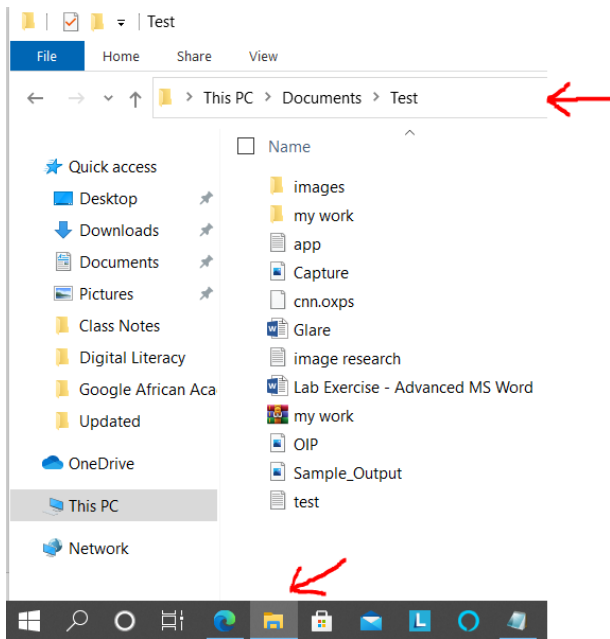 Test
File Home Share View
This PC > Documents > Test
Name
Quick access
Desktop
Downloads
Documents
Pictures
Class Notes
Digital Literacy
Google African Aca
Updated
OneDrive
This PC
Network
images
my work
app
Capture
cnn.oxps
Glare
image research
Lab Exercise - Advanced MS Word
my work
OIP
Sample_Output
test
L